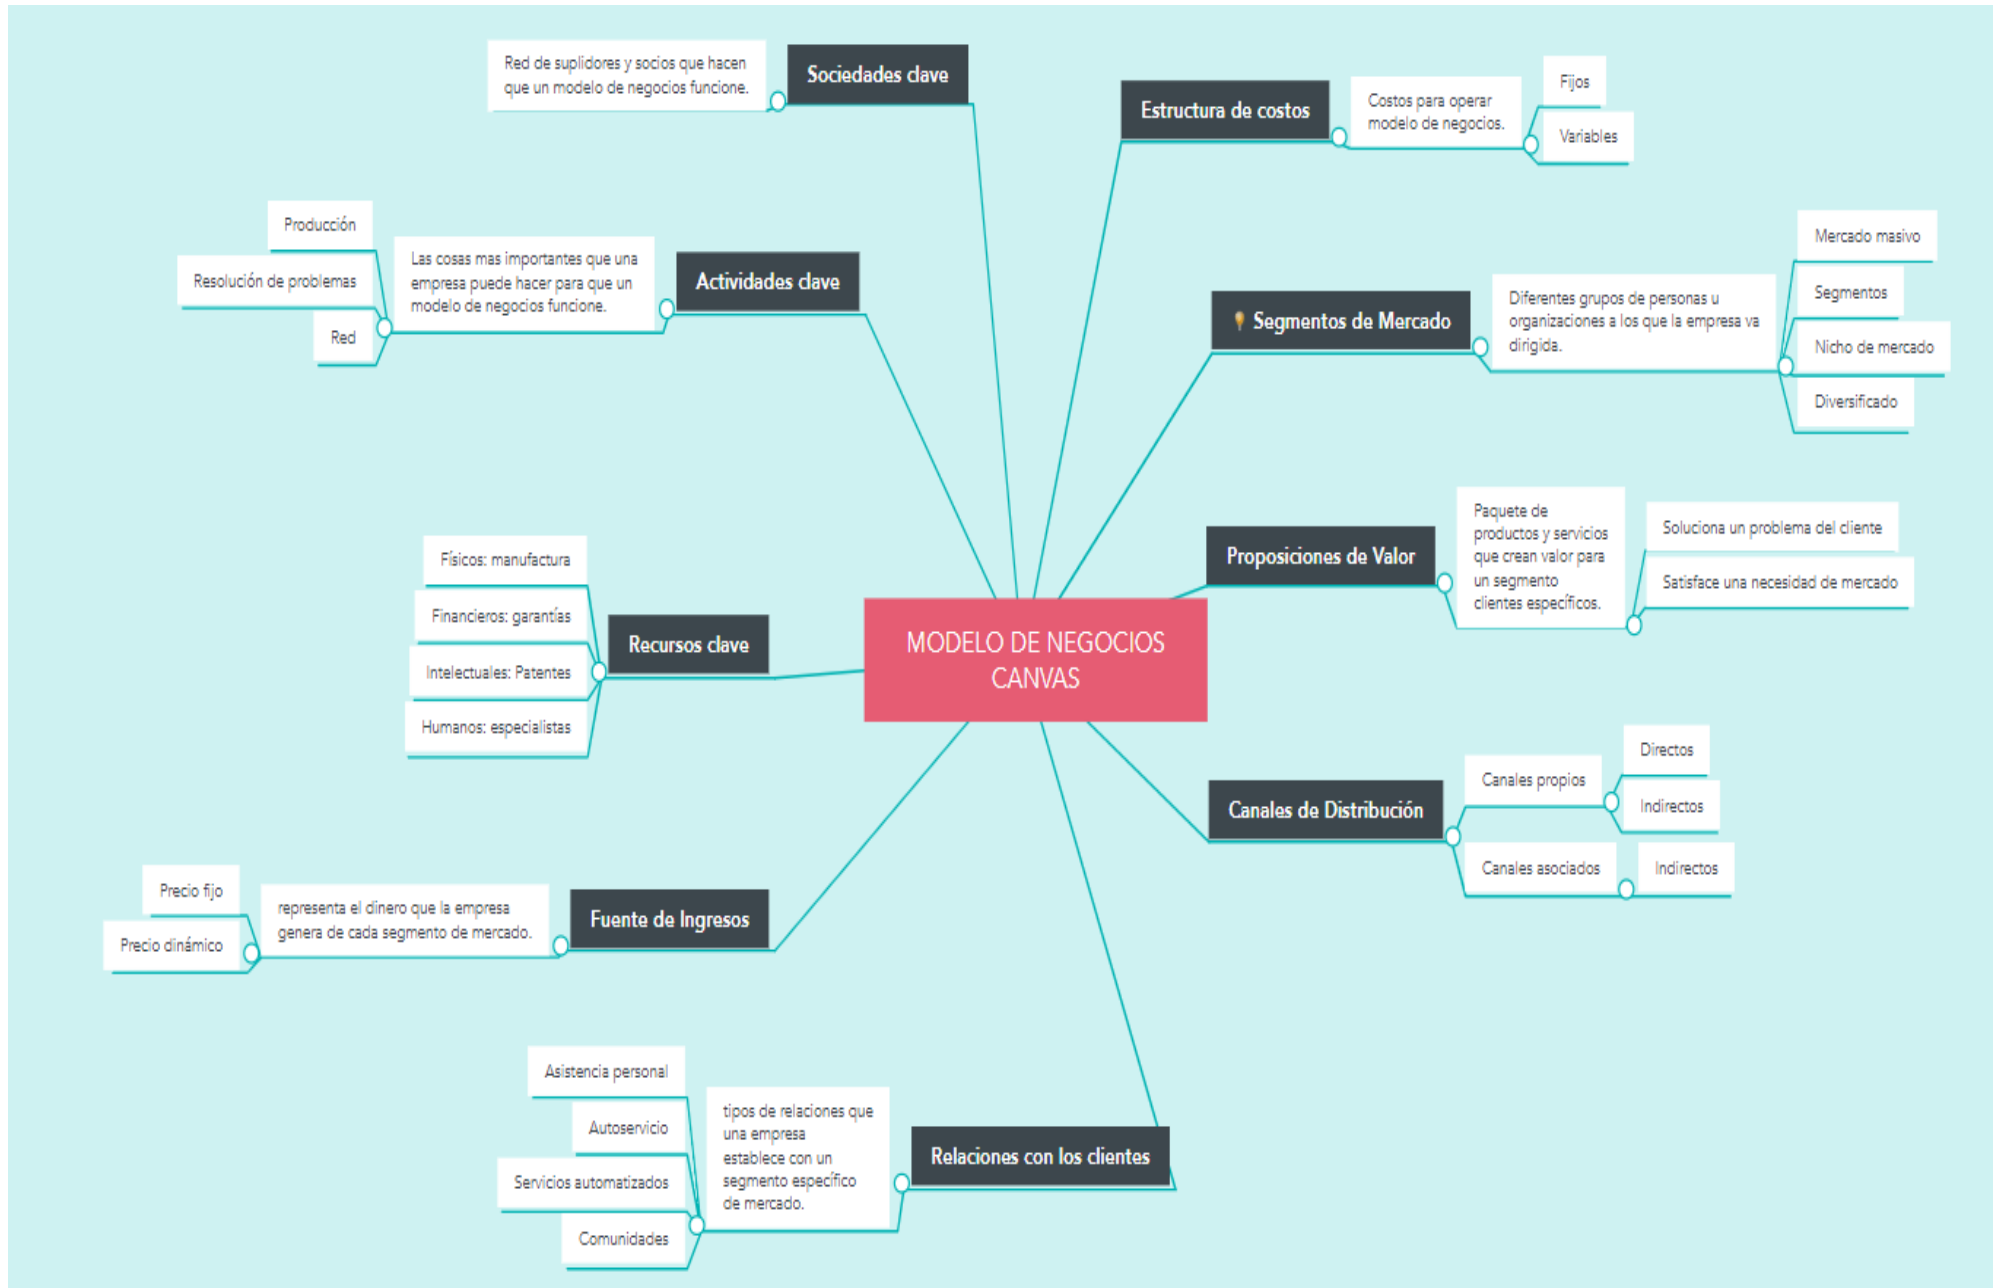 MODELO DE NEGOCIOS
CANVAS
Sociedades clave
Red de suplidores y socios que hacen
que un modelo de negocios funcione.
Actividades clave
Las cosas mas importantes que una
empresa puede hacer para que un
modelo de negocios funcione.
Producción
Resolución de problemas
Red
Recursos clave
Físicos: manufactura
Financieros: garantías
Intelectuales: Patentes
Humanos: especialistas
Fuente de Ingresos
representa el dinero que la empresa
genera de cada segmento de mercado.
Precio fijo
Precio dinámico
Relaciones con los clientes
tipos de relaciones que
una empresa
establece con un
segmento específico
de mercado.
Asistencia personal
Autoservicio
Servicios automatizados
Comunidades
Estructura de costos
Costos para operar
modelo de negocios.
Fijos
Variables
Segmentos de Mercado
Diferentes grupos de personas u
organizaciones a los que la empresa va
dirigida.
Mercado masivo
Segmentos
Nicho de mercado
Diversificado
Proposiciones de Valor
Paquete de
productos y servicios
que crean valor para
un segmento
clientes específicos.
Soluciona un problema del cliente
Satisface una necesidad de mercado
Canales de Distribución
Canales propios
Directos
Indirectos
Canales asociados
Indirectos